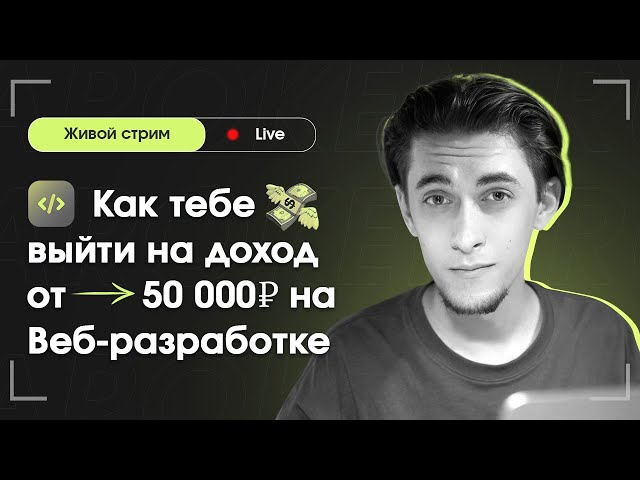 Живой стрим
Live
</>
Как тебе
выйти на доход
от → 50 000₽ на
Веб-разработке